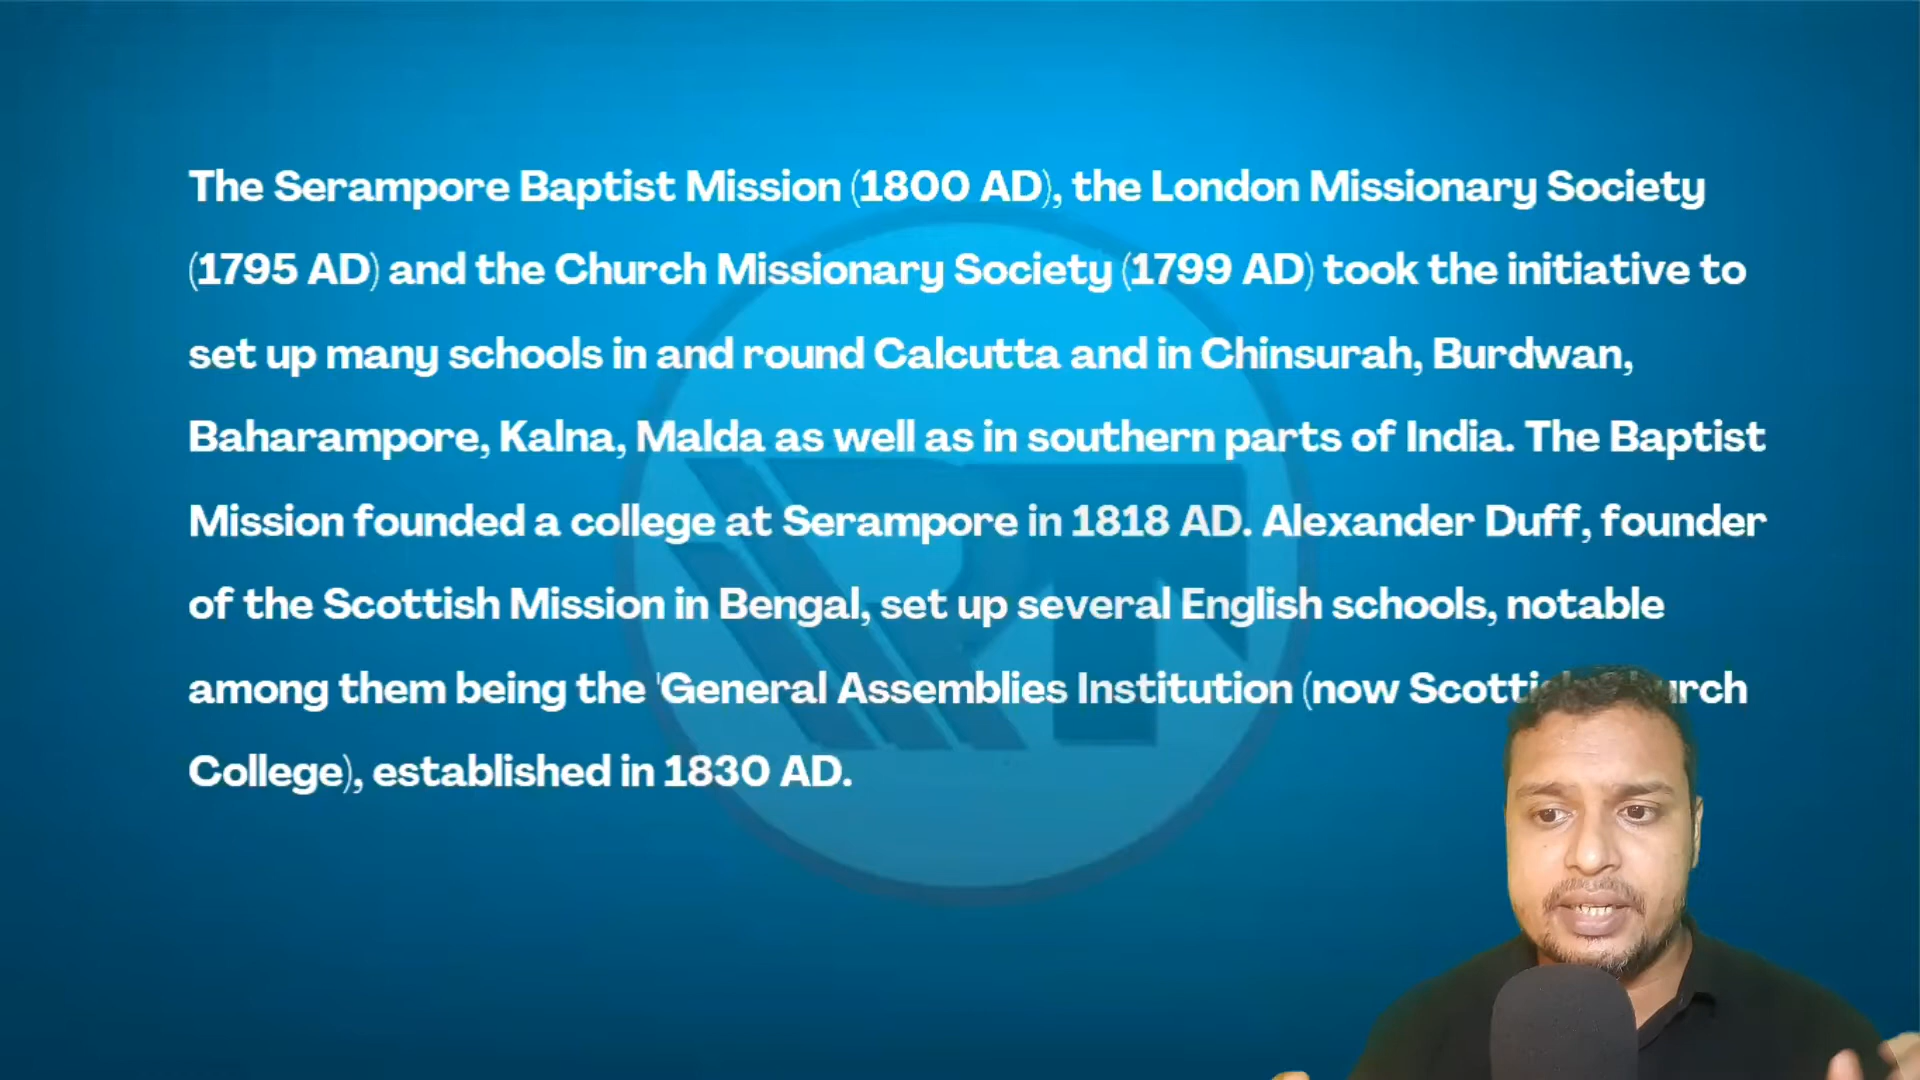 The Serampore Baptist Mission (1800 AD), the London Missionary Society
(1795 AD) and the Church Missionary Society (1799 AD) took the initiative to
set up many schools in and round Calcutta and in Chinsurah, Burdwan,
Baharampore, Kalna, Malda as well as in southern parts of India. The Baptist
Mission founded a college at Serampore in 1818 AD. Alexander Duff, founder
of the Scottish Mission in Bengal, set up several English schools, notable
among them being the 'General Assemblies Institution (now
College), established in 1830 AD.